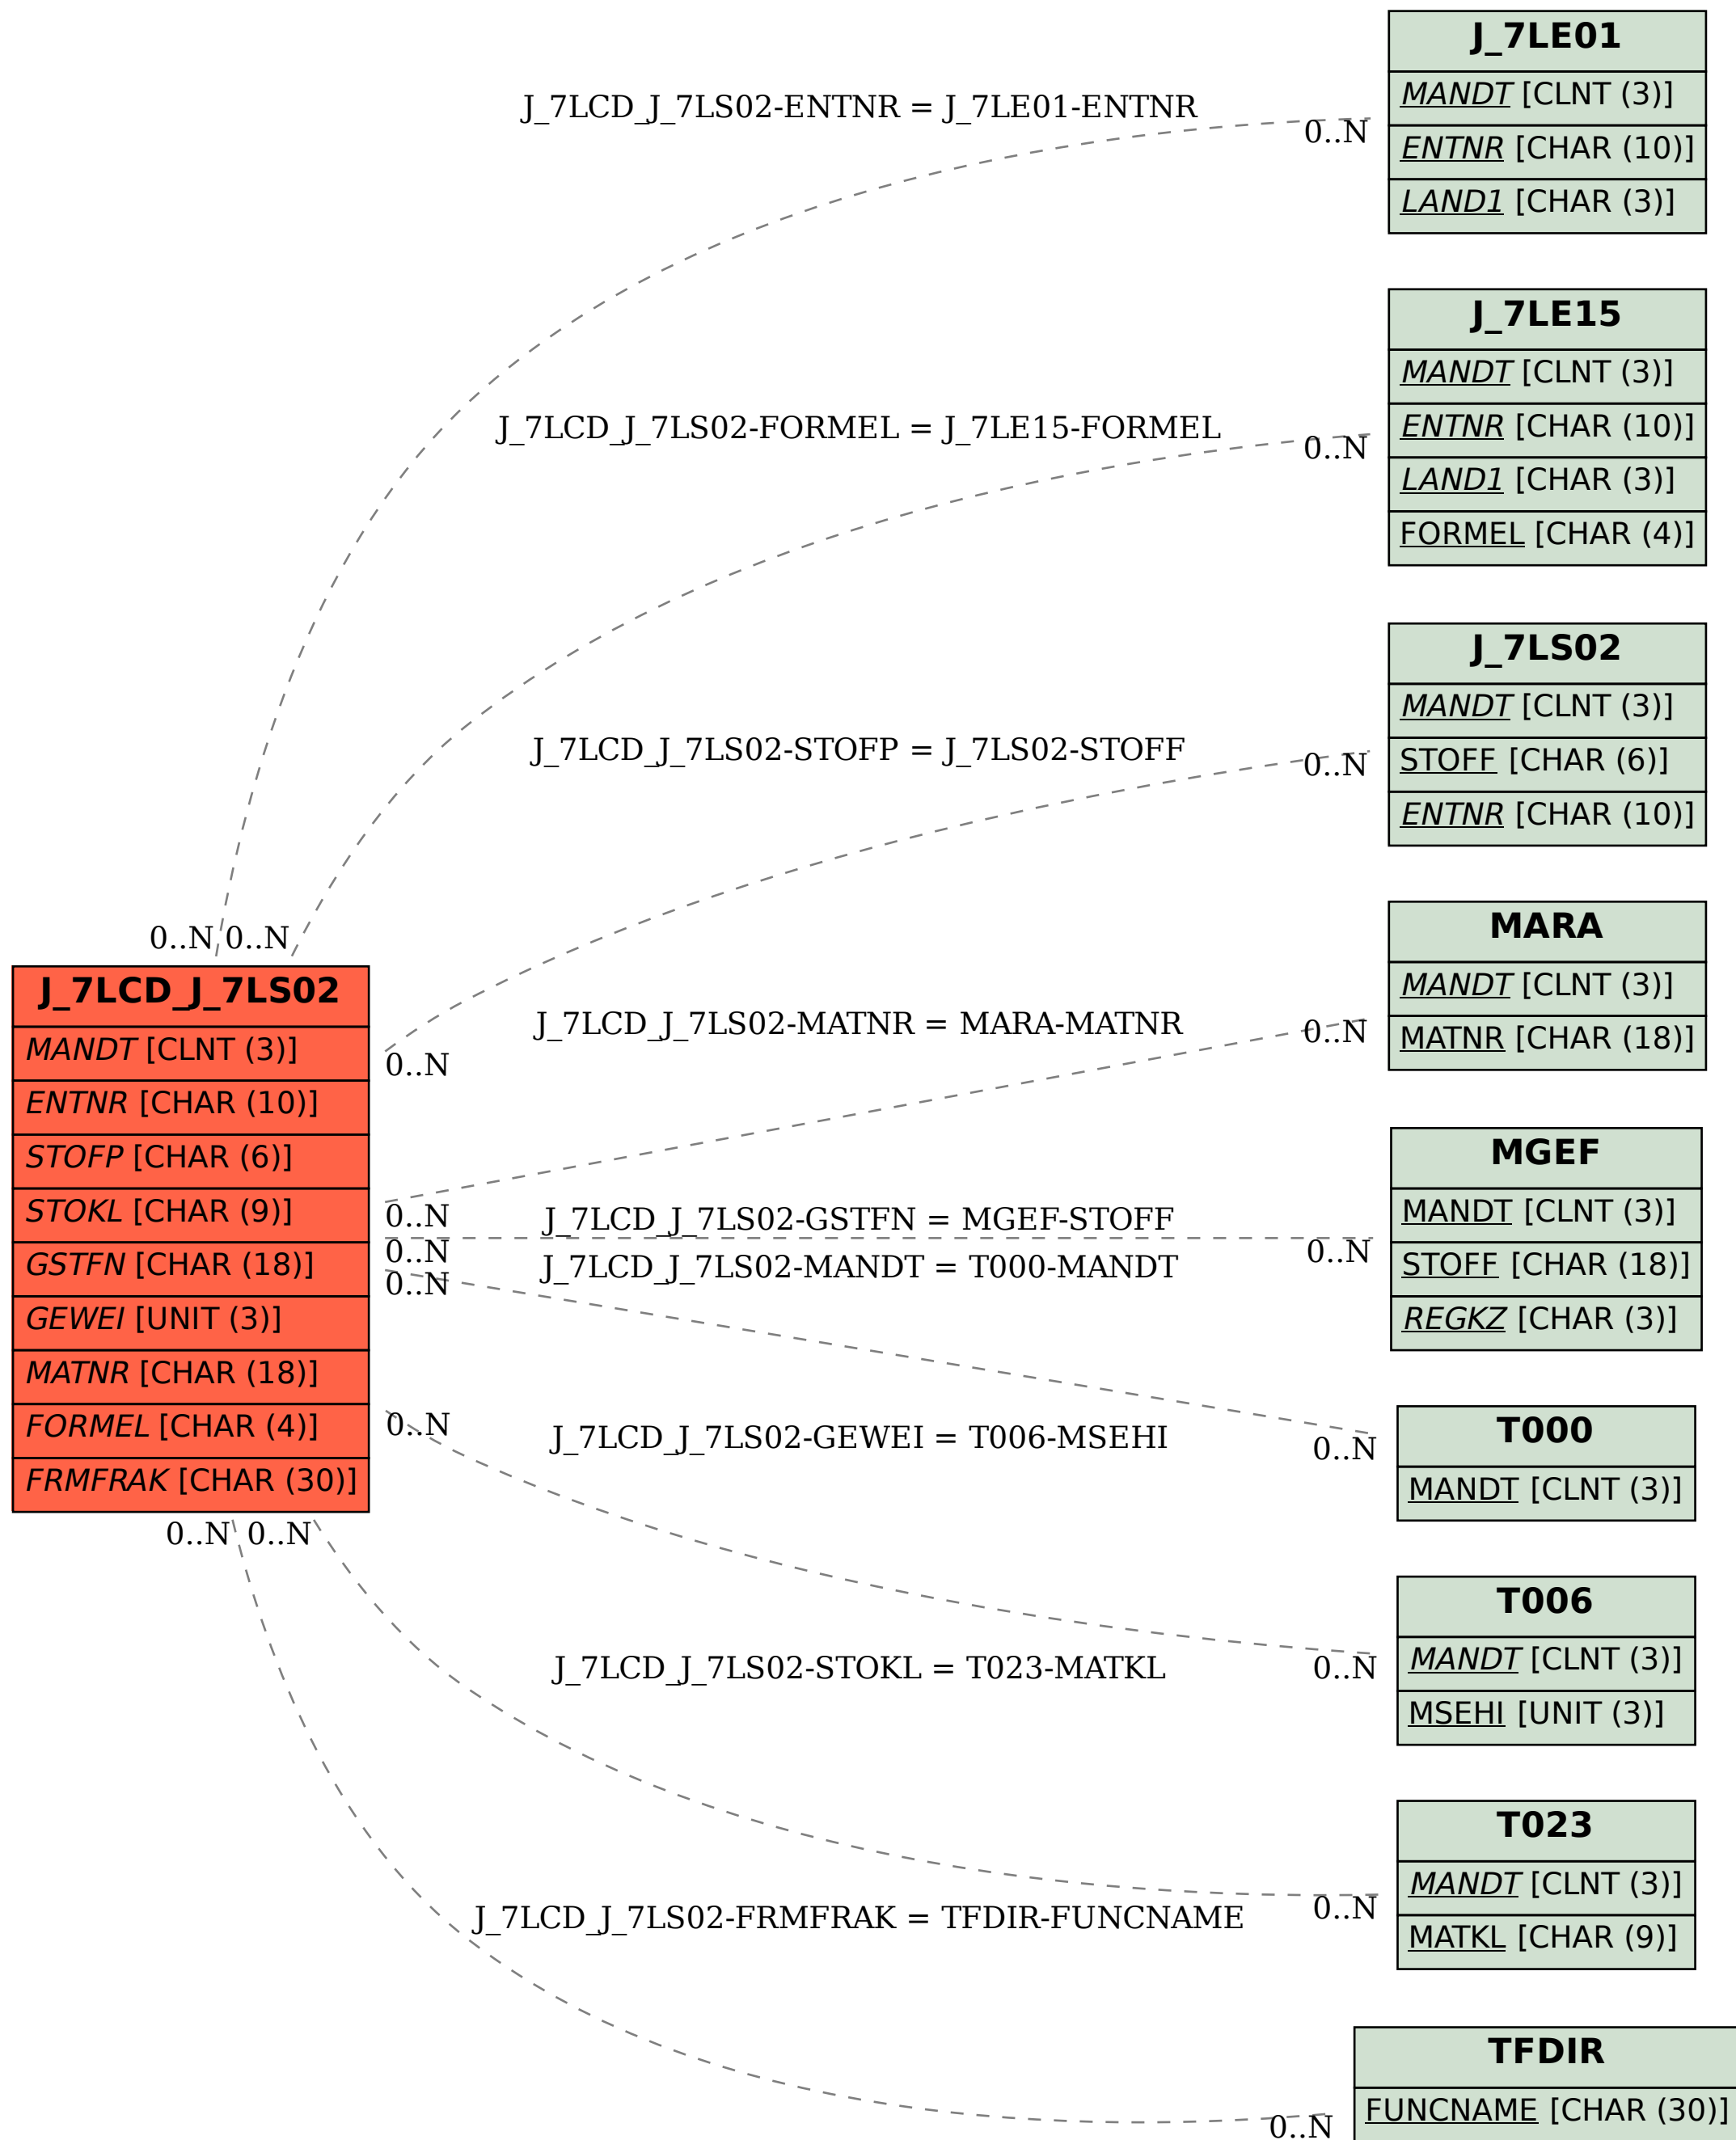 J_7LE01
MANDT [CLNT (3)]
ENTNR [CHAR (10)]
LAND1 [CHAR (3)]
J_7LCD_J_7LS02-ENTNR = J_7LE01-ENTNR
0..N
J_7LE15
MANDT [CLNT (3)]
ENTNR [CHAR (10)]
LAND1 [CHAR (3)]
FORMEL [CHAR (4)]
J_7LCD_J_7LS02-FORMEL = J_7LE15-FORMEL
0..N
J_7LS02
MANDT [CLNT (3)]
STOFF [CHAR (6)]
ENTNR [CHAR (10)]
J_7LCD_J_7LS02-STOFP = J_7LS02-STOFF
0..N
0..N 0..N
J_7LCD_J_7LS02
MANDT [CLNT (3)]
ENTNR [CHAR (10)]
STOFP [CHAR (6)]
STOKL [CHAR (9)]
GSTFN [CHAR (18)]
GEWEI [UNIT (3)]
MATNR [CHAR (18)]
FORMEL [CHAR (4)]
FRMFRAK [CHAR (30)]
0..N
0..N
0..N
0..N
0..N
0..N 0..N
MARA
MANDT [CLNT (3)]
MATNR [CHAR (18)]
J_7LCD_J_7LS02-MATNR = MARA-MATNR
0..N
MGEF
MANDT [CLNT (3)]
STOFF [CHAR (18)]
REGKZ [CHAR (3)]
J_7LCD_J_7LS02-GSTFN = MGEF-STOFF
0..N
J_7LCD_J_7LS02-MANDT = T000-MANDT
0..N
T000
MANDT [CLNT (3)]
J_7LCD_J_7LS02-GEWEI = T006-MSEHI
0..N
T006
MANDT [CLNT (3)]
MSEHI [UNIT (3)]
J_7LCD_J_7LS02-STOKL = T023-MATKL
0..N
T023
MANDT [CLNT (3)]
MATKL [CHAR (9)]
J_7LCD_J_7LS02-FRMFRAK = TFDIR-FUNCNAME
0..N
TFDIR
FUNCNAME [CHAR (30)]